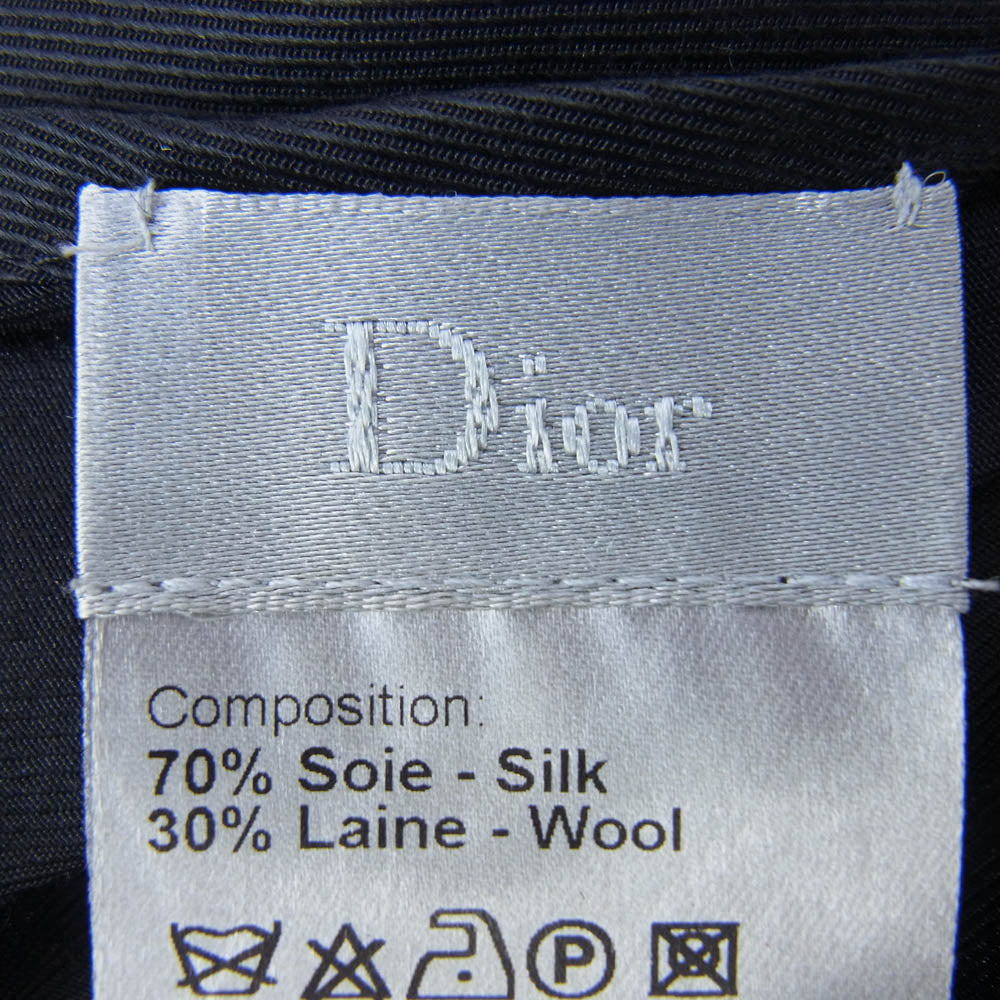 Dior
Composition:
70% Soie - Silk
30% Laine - Wool
P